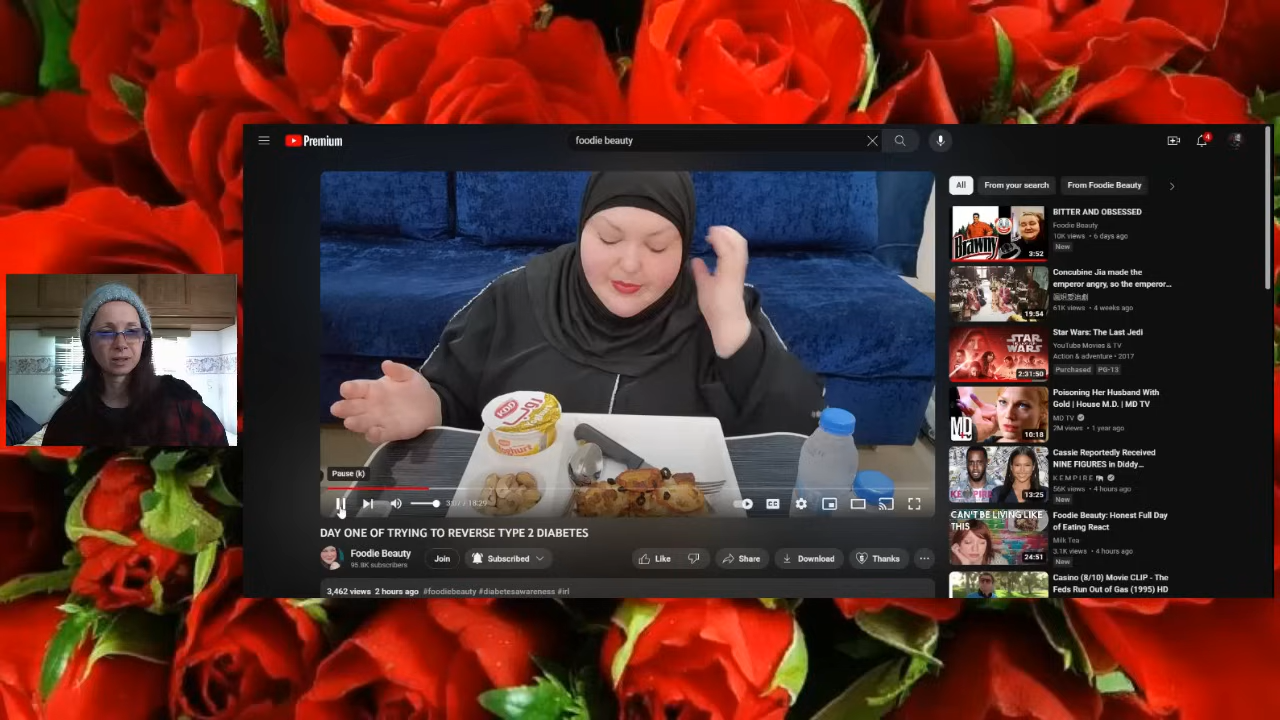 Premium
foodie beauty
4
All
From your search
From Foodie Beauty
BITTER AND OBSESSED
Foodie Beauty
10K views • 6 days ago
New
Brawny
3:52
Concubine Jia made the
emperor angry, so the emperor...
61K views • 4 weeks ago
19:54
Star Wars: The Last Jedi
YouTube Movies & TV
Action & adventure • 2017
Purchased
PG-13
STAR
WARS
2:31:50
Poisoning Her Husband With
Gold | House M.D. | MD TV
MD TV
2M views • 1 year ago
MD
10:18
Cassie Reportedly Received
NINE FIGURES in Diddy...
KEMPIRE
56K views • 4 hours ago
New
13:25
Foodie Beauty: Honest Full Day
of Eating React
Milk Tea
3.1K views • 4 hours ago
New
CAN'T BE LIVING LIKE
THIS
24:51
Casino (8/10) Movie CLIP - The
Feds Run Out of Gas (1995) HD
KDD
Yoghurt
Pause (k)
CC
DAY ONE OF TRYING TO REVERSE TYPE 2 DIABETES
Foodie Beauty
Join
Subscribed
Like
Share
Download
Thanks
3,462 views 2 hours ago #foodiebeauty #diabetesawareness #irl